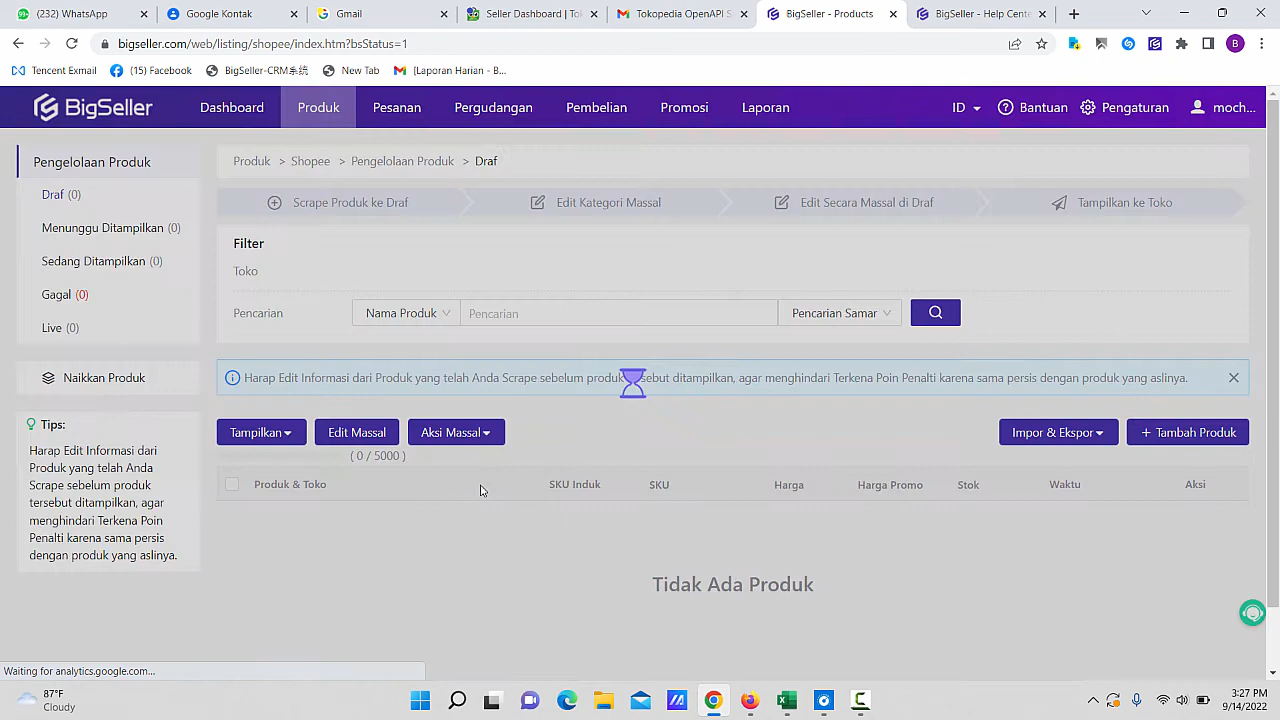 (232) WhatsApp
Google Kontak
Gmail
Seller Dashboard | Tok
Tokopedia OpenAPI S
BigSeller - Products
BigSeller - Help Cente
bigseller.com/web/listing/shopee/index.htm?bsStatus=1
B
Tencent Exmail
(15) Facebook
BigSeller-CRM系统
New Tab
[Laporan Harian - B...
BigSeller
Dashboard
Produk
Pesanan
Pergudangan
Pembelian
Promosi
Laporan
ID
Bantuan
Pengaturan
moch...
Pengelolaan Produk
Draf (0)
Menunggu Ditampilkan (0)
Sedang Ditampilkan (0)
Gagal (0)
Live (0)
Naikkan Produk
Tips:
Harap Edit Informasi dari
Produk yang telah Anda
Scrape sebelum produk
tersebut ditampilkan, agar
menghindari Terkena Poin
Penalti karena sama persis
dengan produk yang aslinya.
Produk > Shopee > Pengelolaan Produk > Draf
Scrape Produk ke Draf
Edit Kategori Massal
Edit Secara Massal di Draf
Tampilkan ke Toko
Filter
Toko
Pencarian
Nama Produk
Pencarian
Pencarian Samar
Harap Edit Informasi dari Produk yang telah Anda Scrape sebelum produk sebut ditampilkan, agar menghindari Terkena Poin Penalti karena sama persis dengan produk yang aslinya.
Tampilkan
Edit Massal
Aksi Massal
Impor & Ekspor
+ Tambah Produk
( 0 / 5000 )
Produk & Toko
SKU Induk
SKU
Harga
Harga Promo
Stok
Waktu
Aksi
Tidak Ada Produk
Waiting for analytics.google.com...
87°F
Cloudy
3:27 PM
9/14/2022